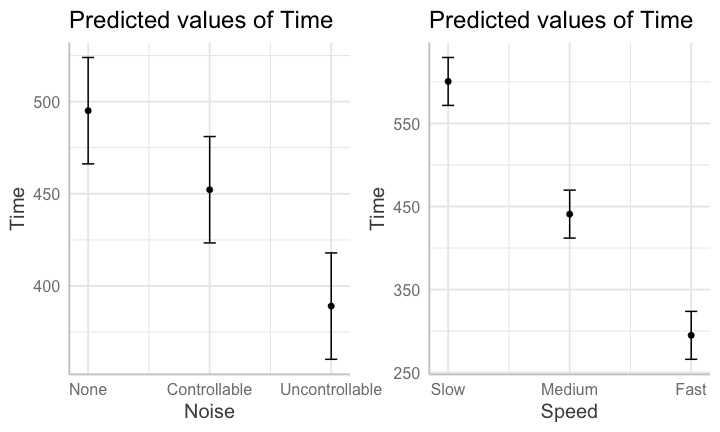 Predicted values of Time
Time
500
450
400
None Controllable Uncontrollable
Noise
Predicted values of Time
Time
550
450
350
250
Slow Medium Fast
Speed